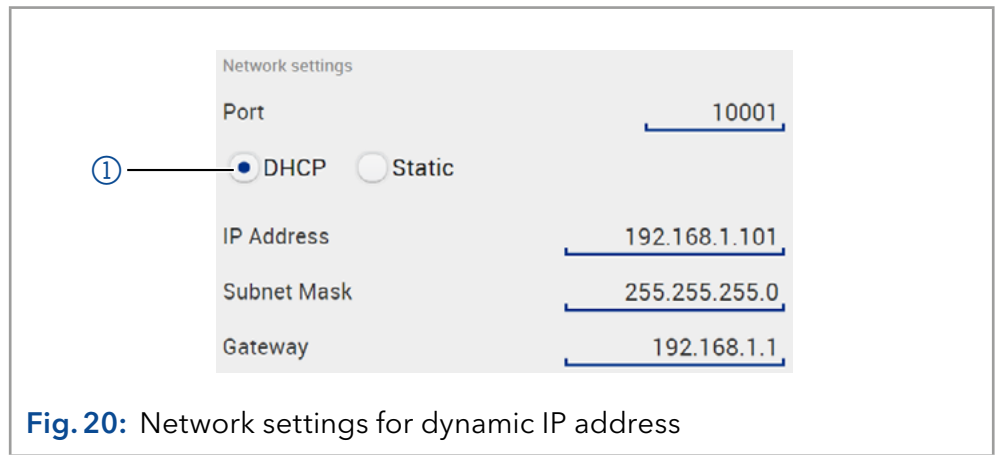 Network settings
Port 10001
① DHCP Static
IP Address 192.168.1.101
Subnet Mask 255.255.255.0
Gateway 192.168.1.1
Fig. 20: Network settings for dynamic IP address